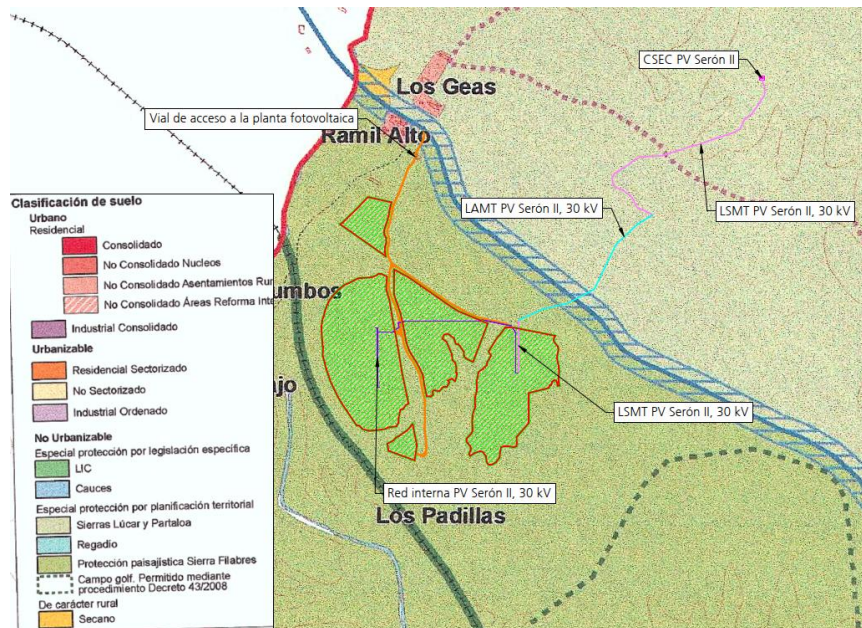 CSEC PV Serón II
Los Geas
Vial de acceso a la planta fotovoltaica
Ramil Alto
LAMT PV Serón II, 30 kV
LSMT PV Serón II, 30 kV
Clasificación de suelo
Urbano
Residencial
Consolidado
No Consolidado Nucleos
No Consolidado Asentamientos Rur
No Consolidado Áreas Reforma Inte
Industrial Consolidado
Urbanizable
Residencial Sectorizado
No Sectorizado
Industrial Ordenado
No Urbanizable
Especial protección por legislación específica
LIC
Cauces
Especial protección por planificación territorial
Sierras Lúcar y Partaloa
Regadío
Protección paisajística Sierra Filabres
Campo golf. Permitido mediante
procedimiento Decreto 43/2008
De carácter rural
Secano
umbos
ajo
LSMT PV Serón II, 30 kV
Red interna PV Serón II, 30 kV
Los Padillas